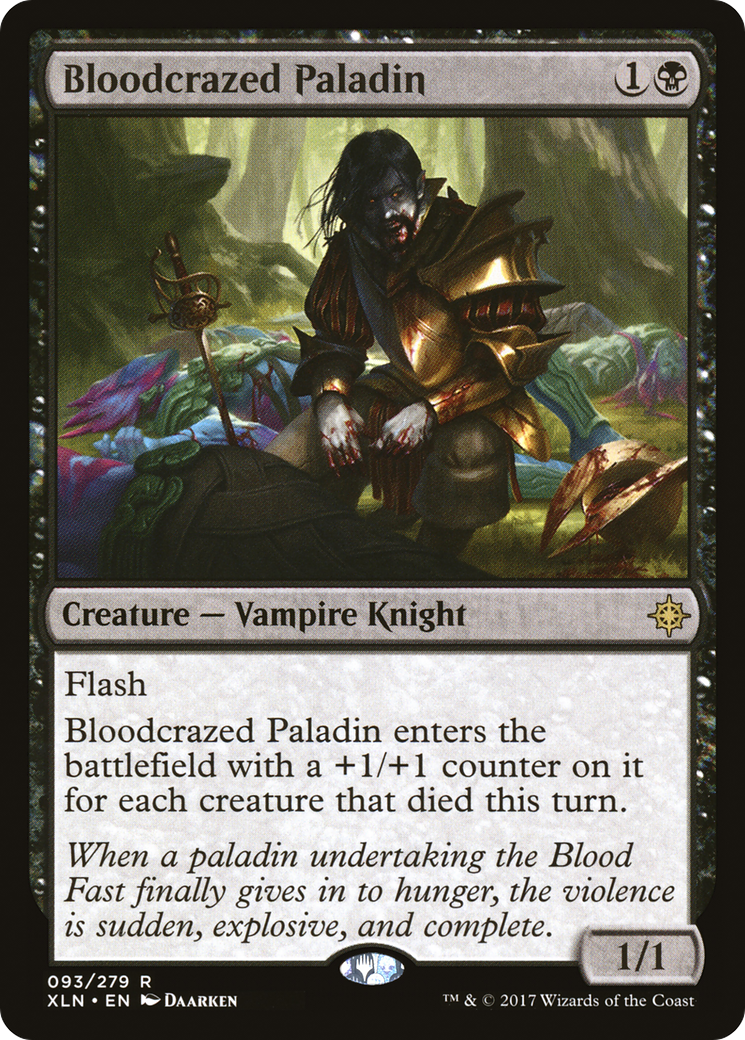 Bloodcrazed Paladin 1
Creature — Vampire Knight
Flash
Bloodcrazed Paladin enters the
battlefield with a +1/+1 counter on it
for each creature that died this turn.
When a paladin undertaking the Blood
Fast finally gives in to hunger, the violence
is sudden, explosive, and complete.
1/1
093/279 R
XLN • EN DAARKEN
™ & © 2017 Wizards of the Coast